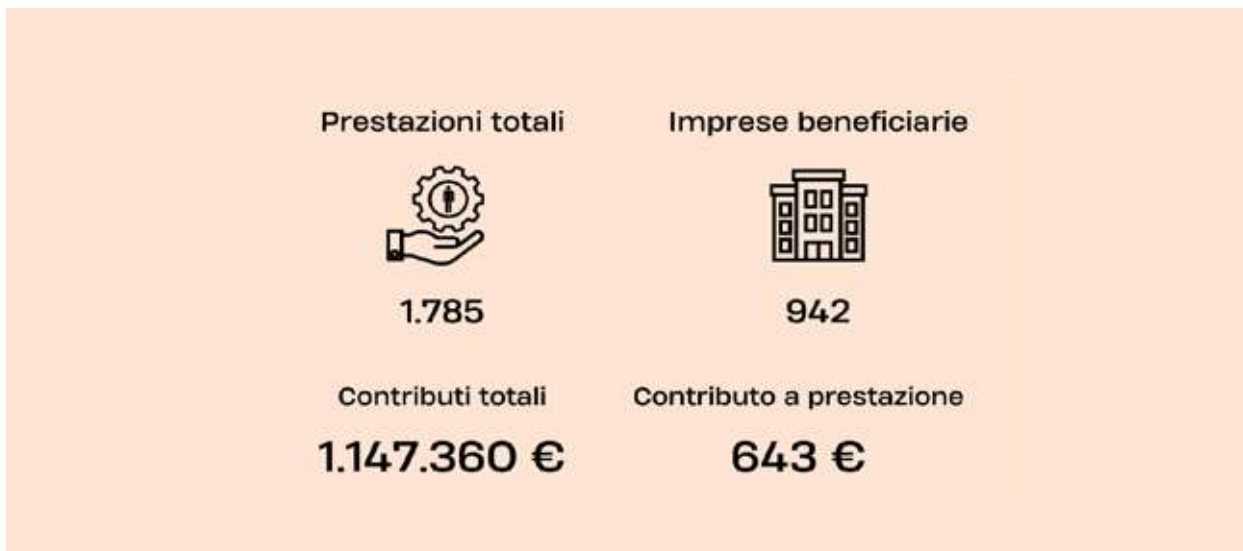 Prestazioni totali
Imprese beneficiarie
1.785
942
Contributi totali
Contributo a prestazione
1.147.360 €
643 €